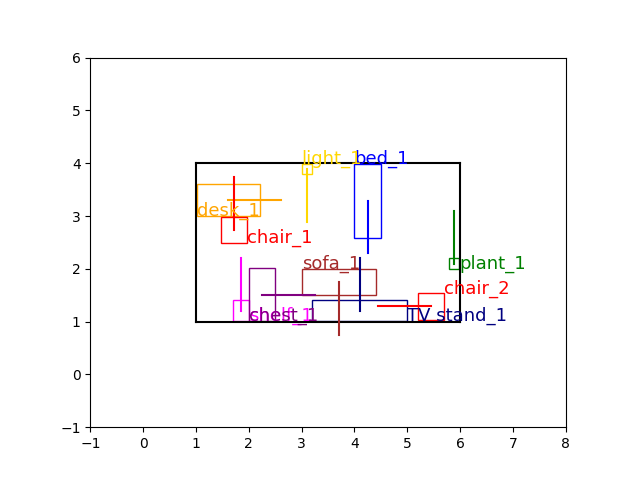 6
5
4
3
2
1
0
−1
light_1
bed_1
desk_1
chair_1
sofa_1
plant_1
chair_2
chest_1
TV stand_1
−1 0 1 2 3 4 5 6 7 8